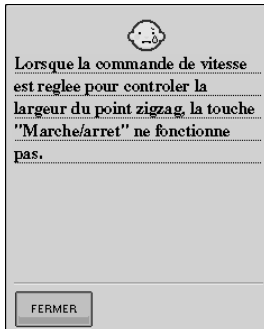 Lorsque la commande de vitesse
est reglee pour controler la
largeur du point zigzag, la touche
"Marche/arret" ne fonctionne
pas.
FERMER